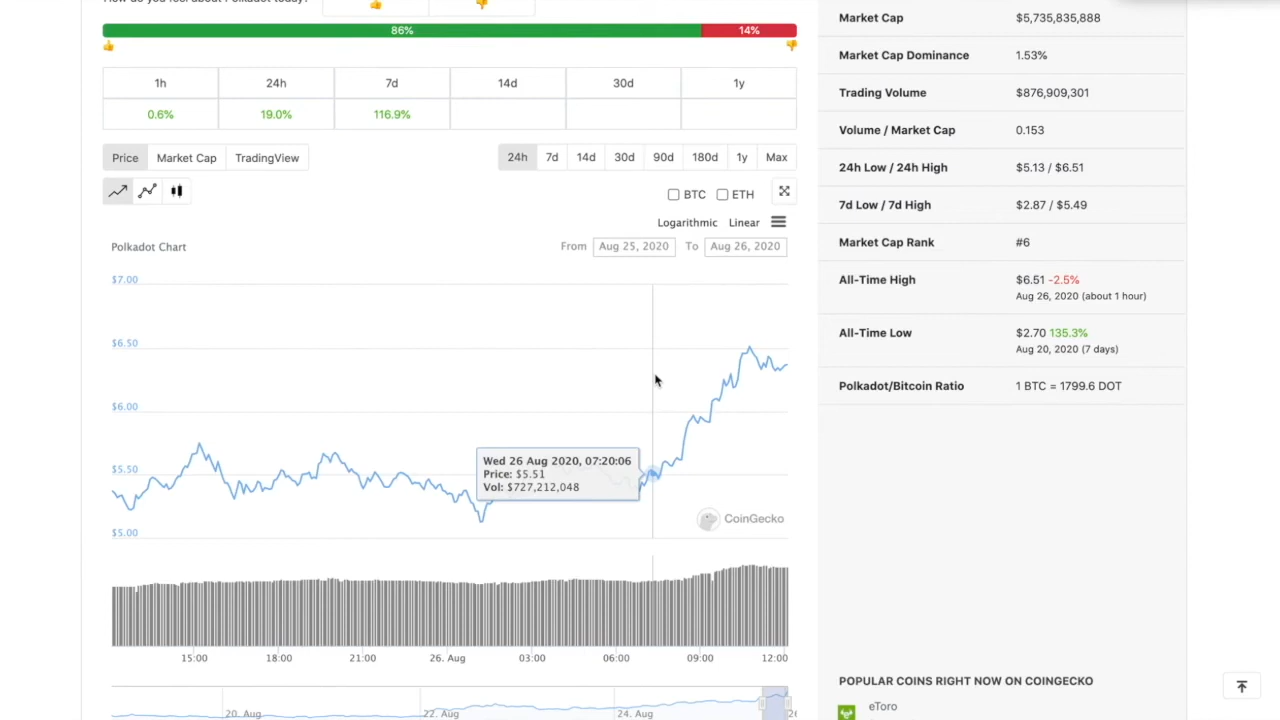 How do you feel about Polkadot today?
86%
14%
1h 24h 7d 14d 30d 1y
0.6% 19.0% 116.9%
Price Market Cap TradingView
24h 7d 14d 30d 90d 180d 1y Max
BTC ETH
Logarithmic Linear
Polkadot Chart
From Aug 25, 2020 To Aug 26, 2020
$7.00
$6.50
$6.00
$5.50
$5.00
Wed 26 Aug 2020, 07:20:06
Price: $5.51
Vol: $727,212,048
CoinGecko
15:00 18:00 21:00 26. Aug 03:00 06:00 09:00 12:00
20. Aug 22. Aug 24. Aug
Market Cap $5,735,835,888
Market Cap Dominance 1.53%
Trading Volume $876,909,301
Volume / Market Cap 0.153
24h Low / 24h High $5.13 / $6.51
7d Low / 7d High $2.87 / $5.49
Market Cap Rank #6
All-Time High $6.51 -2.5%
Aug 26, 2020 (about 1 hour)
All-Time Low $2.70 135.3%
Aug 20, 2020 (7 days)
Polkadot/Bitcoin Ratio 1 BTC = 1799.6 DOT
POPULAR COINS RIGHT NOW ON COINGECKO
eToro